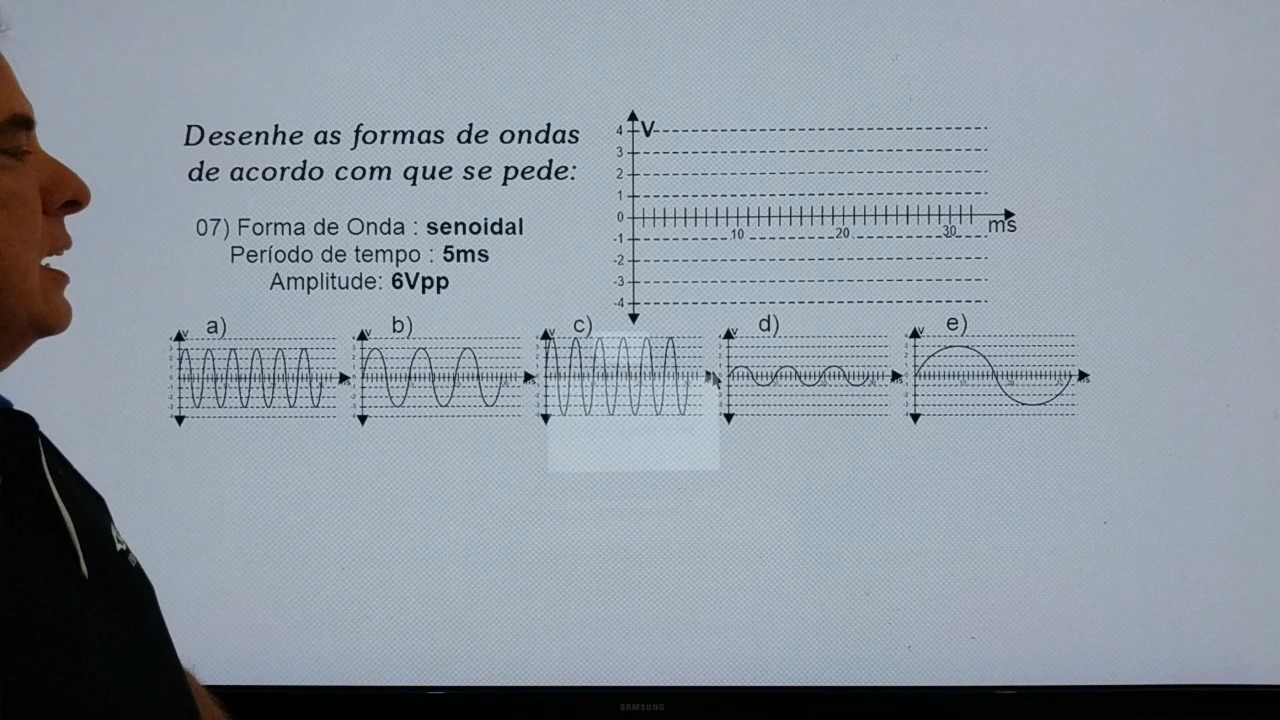 Desenhe as formas de ondas
de acordo com que se pede:
07) Forma de Onda : senoidal
Período de tempo : 5ms
Amplitude: 6Vpp
V
4
3
2
1
0
-1
-2
-3
-4
10 20 30 ms
a) b) c) d) e)
SAMSUNG